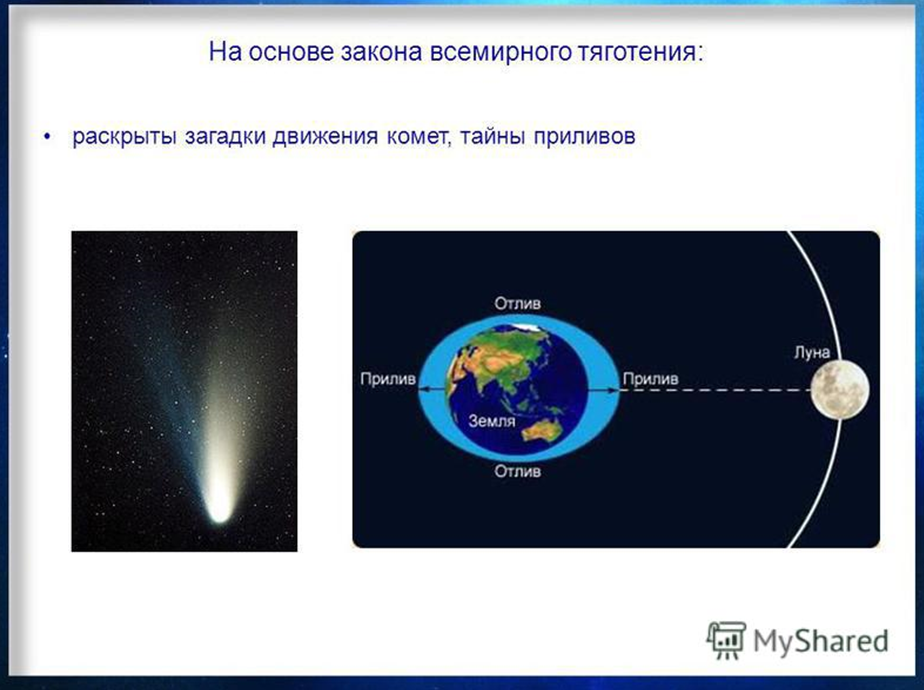 На основе закона всемирного тяготения:
• раскрыты загадки движения комет, тайны приливов
Отлив
Луна
Прилив
Прилив
Земля
Отлив
MyShared